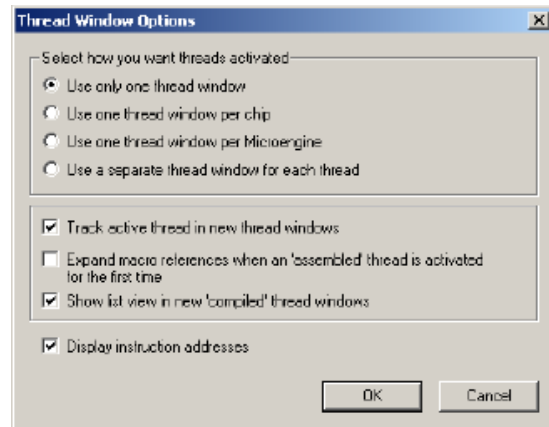 Thread Window Options
Select how you want threads activated
Use only one thread window
Use one thread window per chip
Use one thread window per Microengine
Use a separate thread window for each thread
Track active thread in new thread windows
Expand macro references when an 'assembled' thread is activated
for the first time
Show list view in new 'compiled' thread windows
Display instruction addresses
OK
Cancel